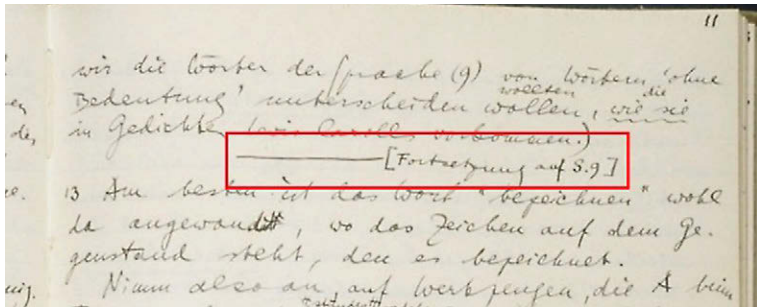 11
wir die Wörter der Sprache (9) von Wörtern 'ohne
wollten die
Bedeutung' unterscheiden wollen, wie sie
in Gedichten Lewis Carolls vorkommen.)
[Fortsetzung auf S.9]
13 Am besten ist das Wort "bezeichnen" wohl
da angewandt, wo das Zeichen auf dem Ge-
genstand steht, den es bezeichnet.
Nimm also an, auf Werkzeugen, die A beim